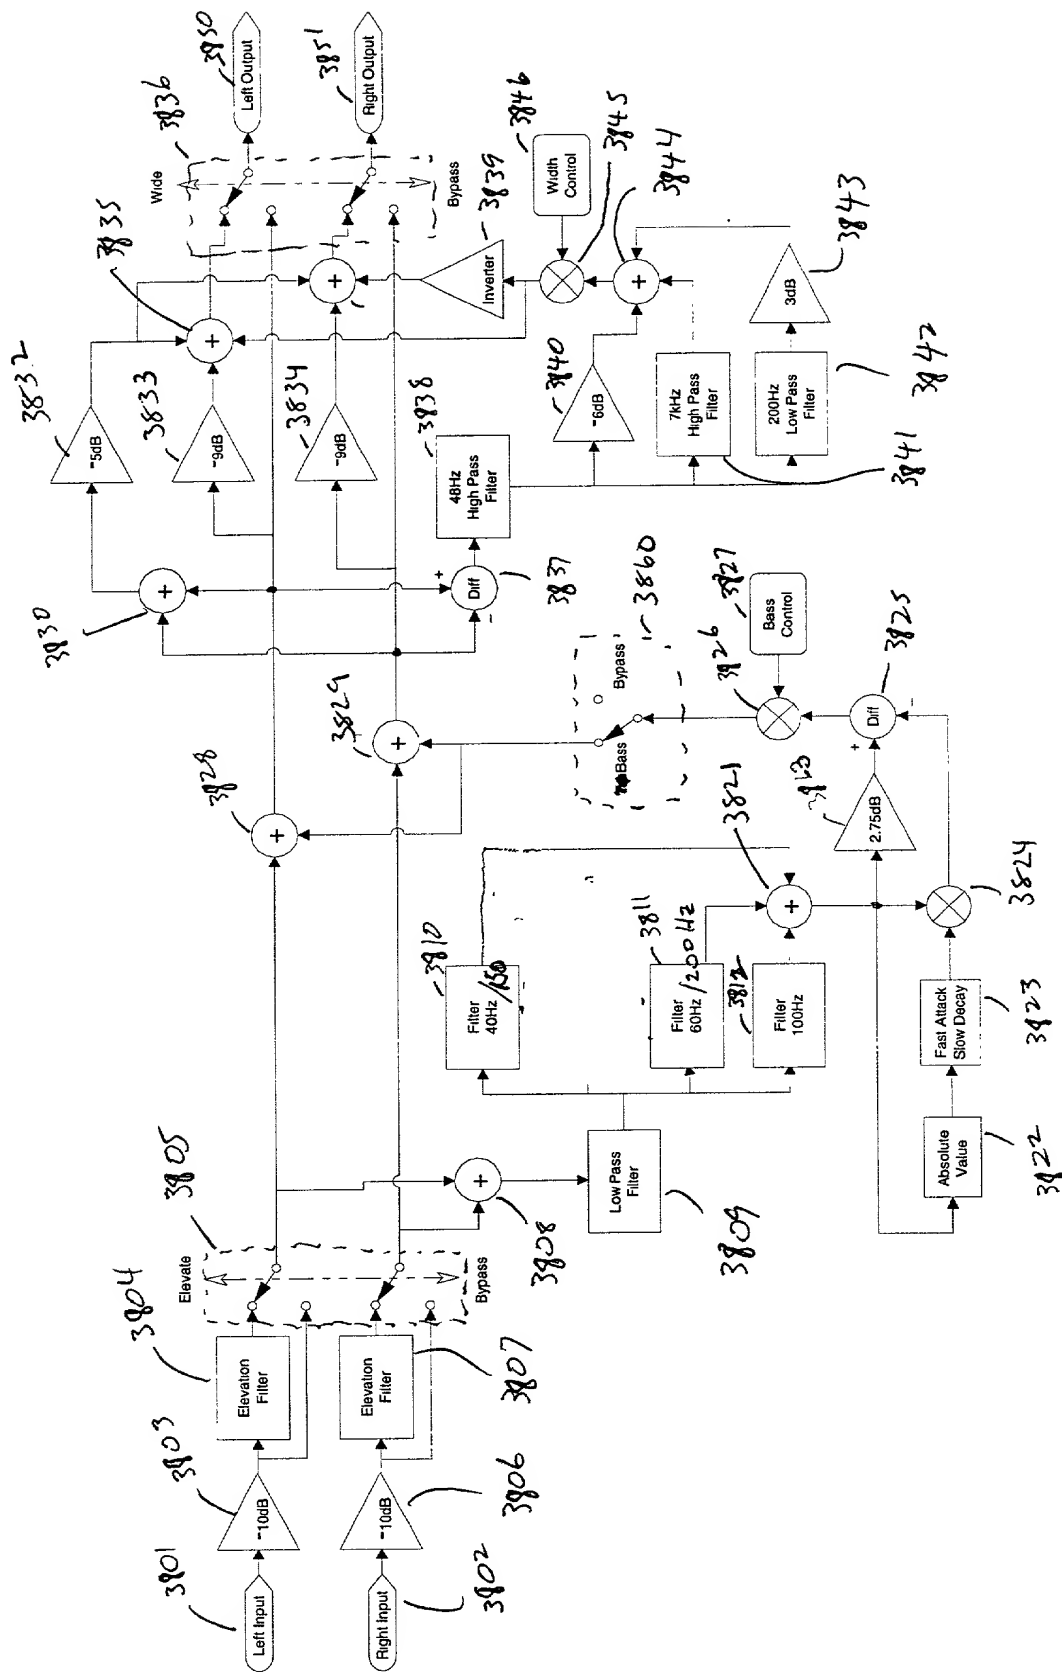 3801
Left Input
3802
Right Input
3803
-10dB
3806
-10dB
3804
Elevation
Filter
3807
Elevation
Filter
3805
Elevate
Bypass
3808
+
3809
Low Pass
Filter
3810
Filter
40Hz/150
3811
Filter
60Hz/200Hz
3812
Filter
100Hz
3821
+
3822
Absolute
Value
3823
Fast Attack
Slow Decay
3824
2.75dB
3825
Diff
+
-
3826
3827
Bass
Control
3860
Bass
Bypass
3828
+
3829
+
3830
+
3832
-5dB
3833
-9dB
3834
-9dB
3835
+
+
3836
Wide
Bypass
3837
Diff
+
-
3838
48Hz
High Pass
Filter
3839
Inverter
3840
-6dB
3841
7kHz
High Pass
Filter
3842
200Hz
Low Pass
Filter
3843
3dB
3844
+
3845
3846
Width
Control
3850
Left Output
3851
Right Output